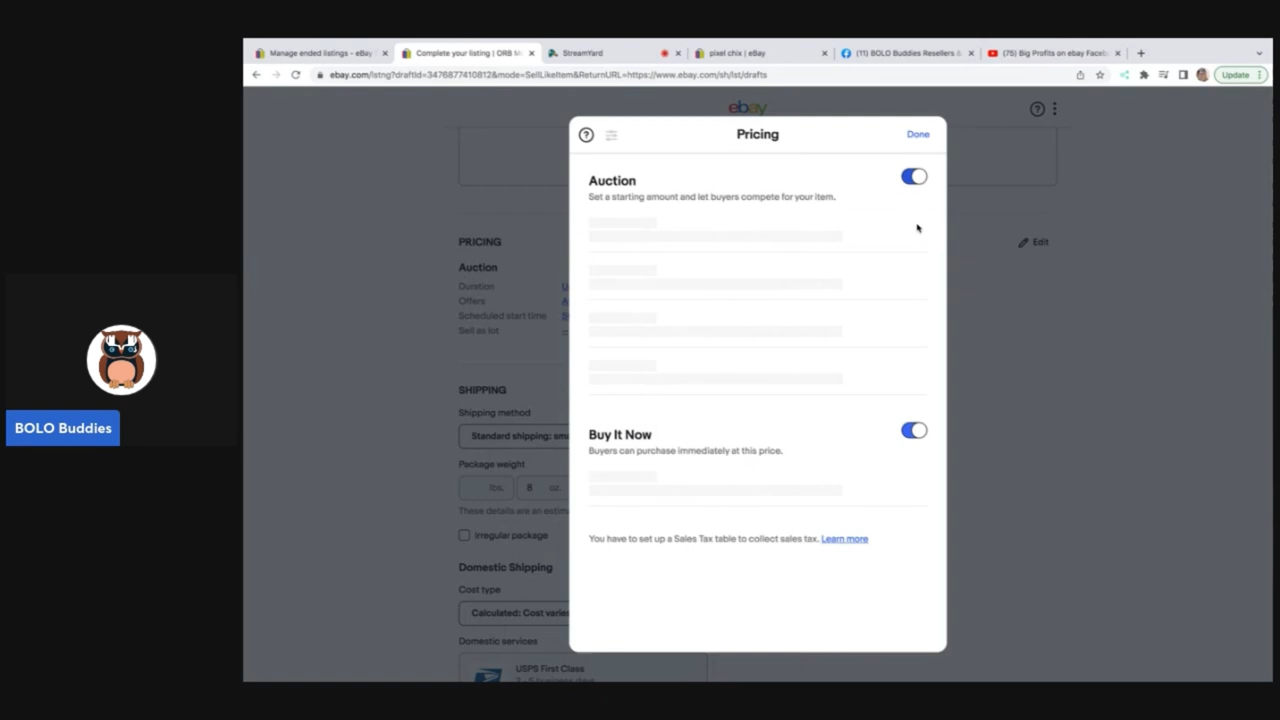 Manage ended listings - eBay
Complete your listing | ORB M
StreamYard
pixel chix | eBay
(11) BOLO Buddies Resellers &
(75) Big Profits on ebay Faceb
ebay.com/lstng?draftId=3476877410812&mode=SellLikeItem&ReturnURL=https://www.ebay.com/sh/lst/drafts
Update
ebay
Pricing
Done
Auction
Set a starting amount and let buyers compete for your item.
PRICING
Edit
Auction
Duration
Offers
Scheduled start time
Sell as lot
SHIPPING
Shipping method
Standard shipping: sm
BOLO Buddies
Buy It Now
Buyers can purchase immediately at this price.
Package weight
lbs.
8
oz.
These details are an estim
Irregular package
You have to set up a Sales Tax table to collect sales tax. Learn more
Domestic Shipping
Cost type
Calculated: Cost varie
Domestic services
USPS First Class